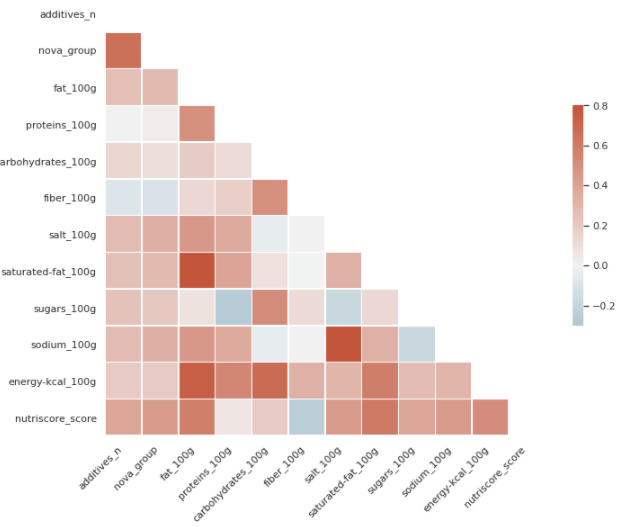 additives_n
nova_group
fat_100g
proteins_100g
arbohydrates_100g
fiber_100g
salt_100g
saturated-fat_100g
sugars_100g
sodium_100g
energy-kcal_100g
nutriscore_score
0.8
0.6
0.4
0.2
0.0
−0.2
additives_n
nova_group
fat_100g
proteins_100g
carbohydrates_100g
fiber_100g
salt_100g
saturated-fat_100g
sugars_100g
sodium_100g
energy-kcal_100g
nutriscore_score